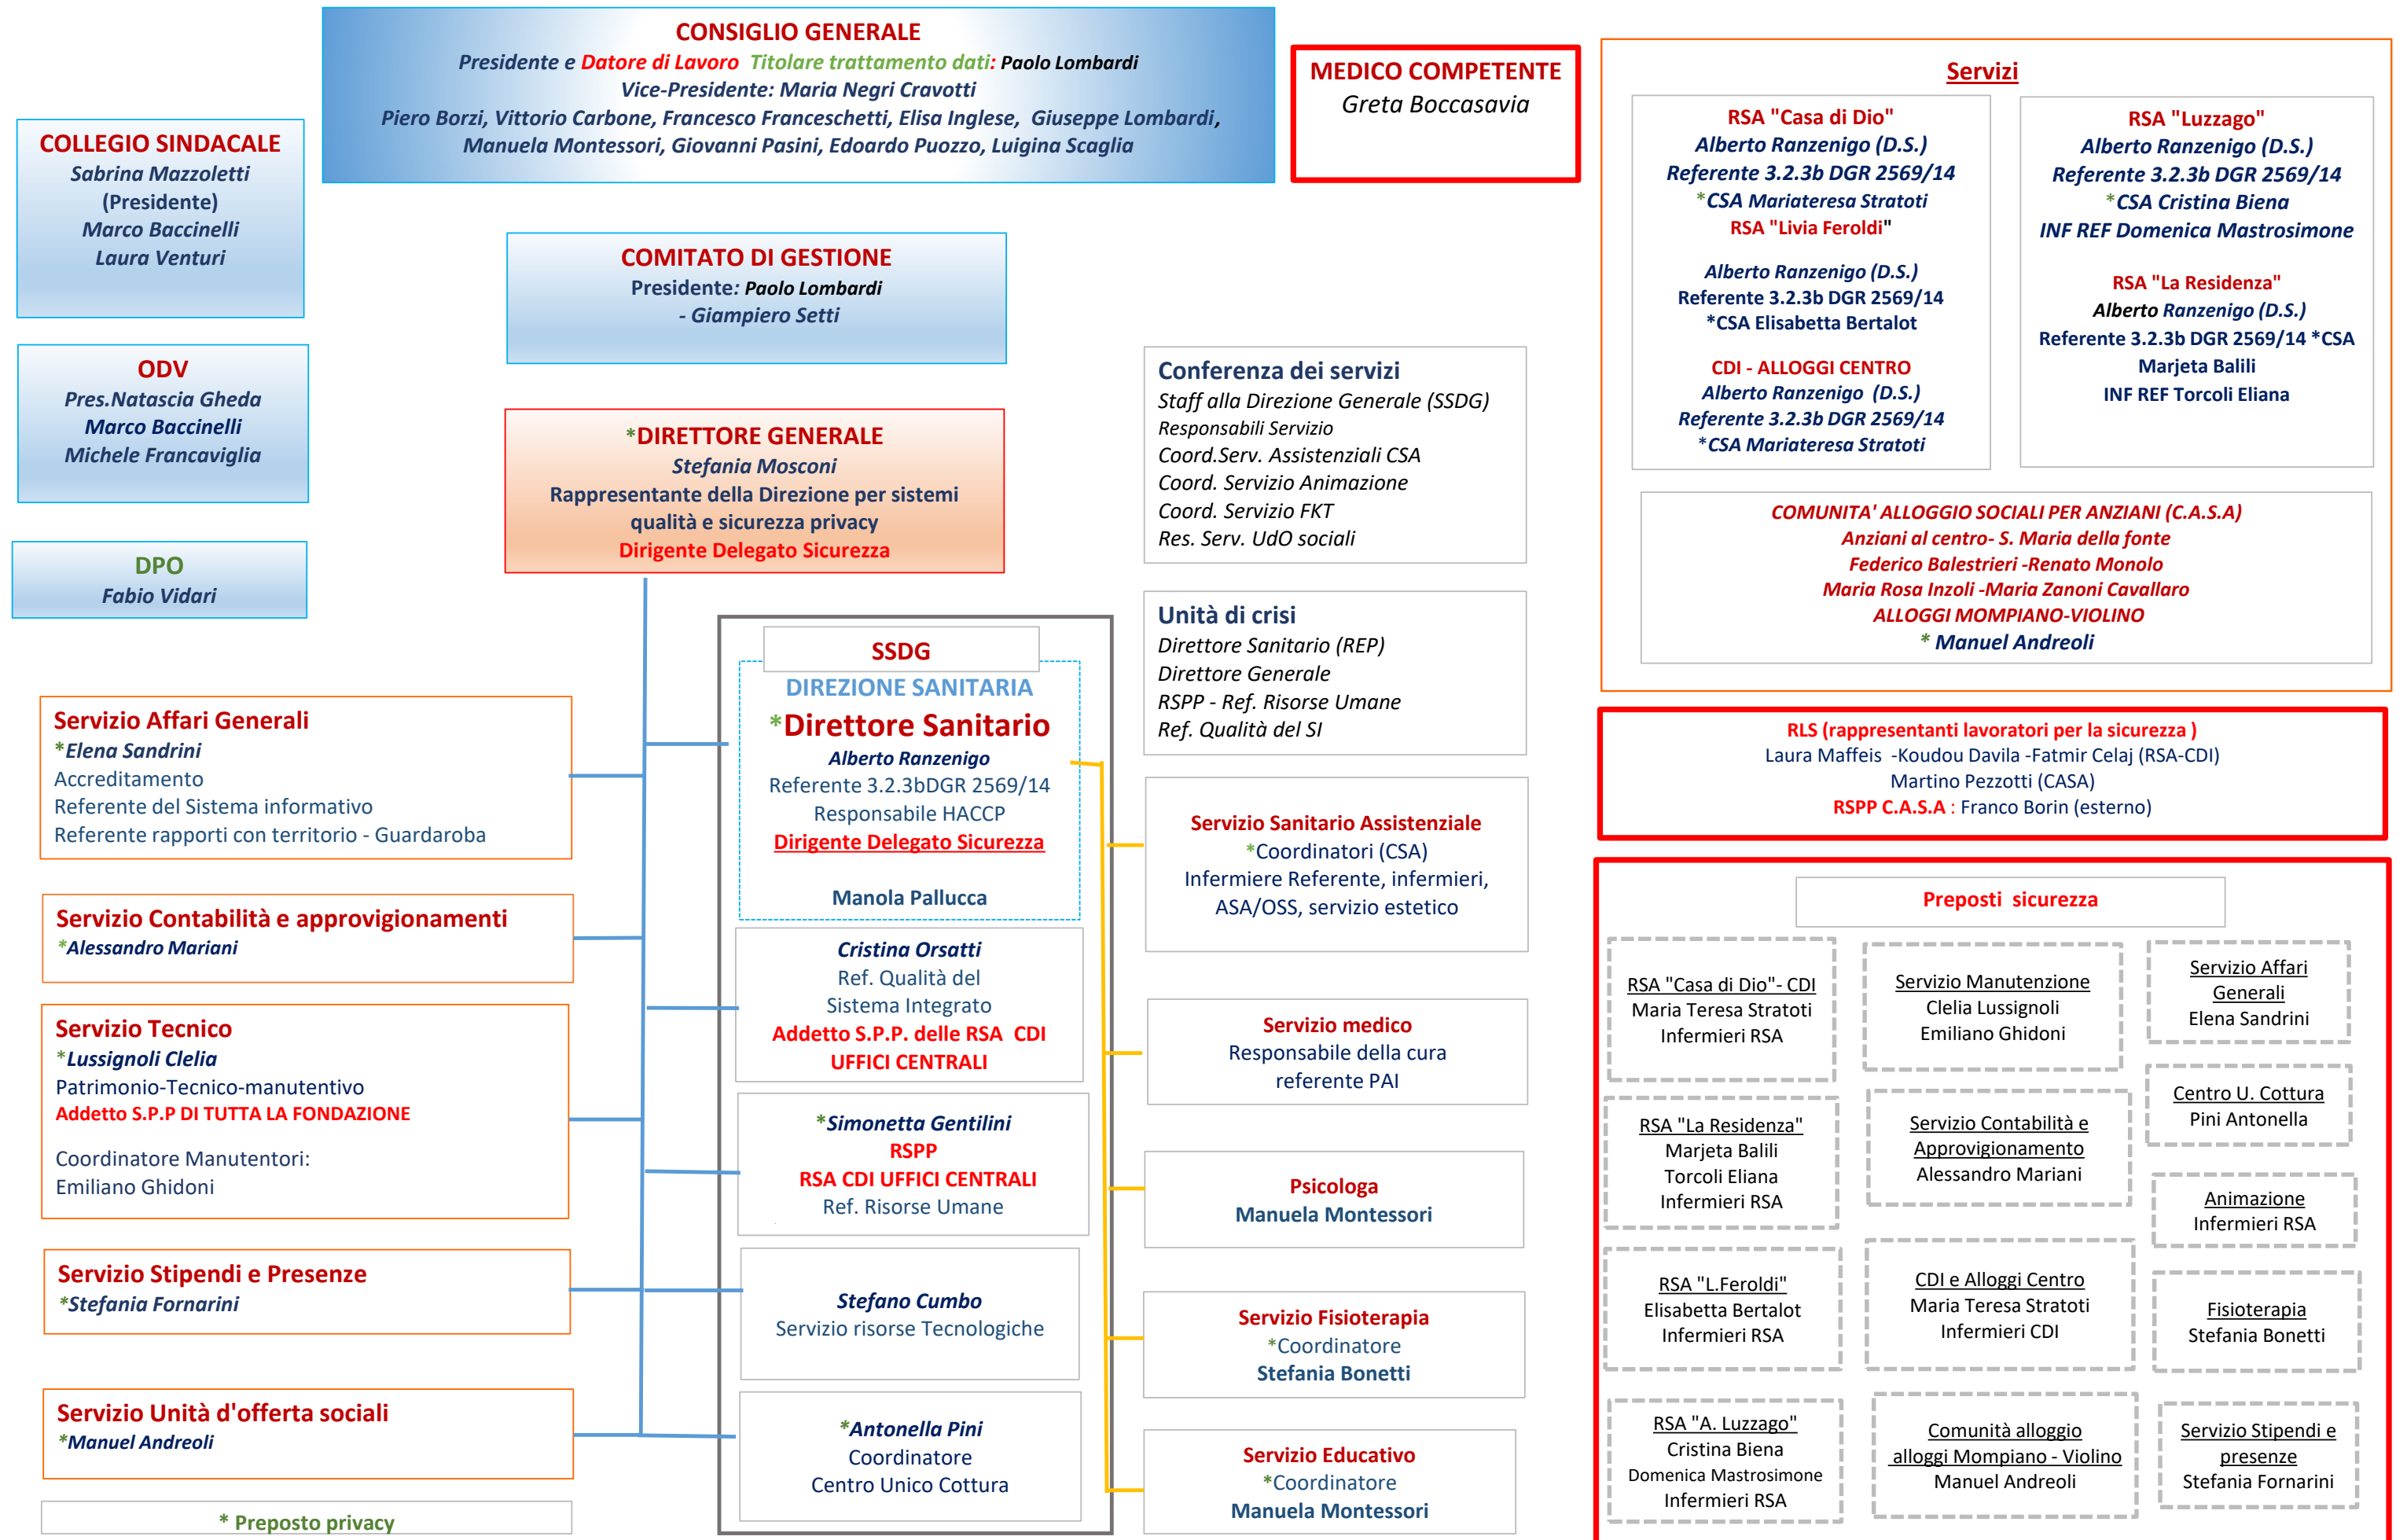 CONSIGLIO GENERALE
Presidente e Datore di Lavoro Titolare trattamento dati: Paolo Lombardi
Vice-Presidente: Maria Negri Cravotti
Piero Borzi, Vittorio Carbone, Francesco Franceschetti, Elisa Inglese, Giuseppe Lombardi,
Manuela Montessori, Giovanni Pasini, Edoardo Puozzo, Luigina Scaglia
MEDICO COMPETENTE
Greta Boccasavia
COLLEGIO SINDACALE
Sabrina Mazzoletti
(Presidente)
Marco Baccinelli
Laura Venturi
COMITATO DI GESTIONE
Presidente: Paolo Lombardi
- Giampiero Setti
ODV
Pres.Natascia Gheda
Marco Baccinelli
Michele Francaviglia
DPO
Fabio Vidari
*DIRETTORE GENERALE
Stefania Mosconi
Rappresentante della Direzione per sistemi
qualità e sicurezza privacy
Dirigente Delegato Sicurezza
Conferenza dei servizi
Staff alla Direzione Generale (SSDG)
Responsabili Servizio
Coord.Serv. Assistenziali CSA
Coord. Servizio Animazione
Coord. Servizio FKT
Res. Serv. UdO sociali
Unità di crisi
Direttore Sanitario (REP)
Direttore Generale
RSPP - Ref. Risorse Umane
Ref. Qualità del SI
Servizio Affari Generali
*Elena Sandrini
Accreditamento
Referente del Sistema informativo
Referente rapporti con territorio - Guardaroba
Servizio Contabilità e approvigionamenti
*Alessandro Mariani
Servizio Tecnico
*Lussignoli Clelia
Patrimonio-Tecnico-manutentivo
Addetto S.P.P DI TUTTA LA FONDAZIONE
Coordinatore Manutentori:
Emiliano Ghidoni
Servizio Stipendi e Presenze
*Stefania Fornarini
Servizio Unità d'offerta sociali
*Manuel Andreoli
* Preposto privacy
SSDG
DIREZIONE SANITARIA
*Direttore Sanitario
Alberto Ranzenigo
Referente 3.2.3bDGR 2569/14
Responsabile HACCP
Dirigente Delegato Sicurezza
Manola Pallucca
Cristina Orsatti
Ref. Qualità del
Sistema Integrato
Addetto S.P.P. delle RSA CDI
UFFICI CENTRALI
*Simonetta Gentilini
RSPP
RSA CDI UFFICI CENTRALI
Ref. Risorse Umane
Stefano Cumbo
Servizio risorse Tecnologiche
*Antonella Pini
Coordinatore
Centro Unico Cottura
Servizio Sanitario Assistenziale
*Coordinatori (CSA)
Infermiere Referente, infermieri,
ASA/OSS, servizio estetico
Servizio medico
Responsabile della cura
referente PAI
Psicologa
Manuela Montessori
Servizio Fisioterapia
*Coordinatore
Stefania Bonetti
Servizio Educativo
*Coordinatore
Manuela Montessori
Servizi
RSA "Casa di Dio"
Alberto Ranzenigo (D.S.)
Referente 3.2.3b DGR 2569/14
*CSA Mariateresa Stratoti
RSA "Livia Feroldi"
Alberto Ranzenigo (D.S.)
Referente 3.2.3b DGR 2569/14
*CSA Elisabetta Bertalot
CDI - ALLOGGI CENTRO
Alberto Ranzenigo (D.S.)
Referente 3.2.3b DGR 2569/14
*CSA Mariateresa Stratoti
RSA "Luzzago"
Alberto Ranzenigo (D.S.)
Referente 3.2.3b DGR 2569/14
*CSA Cristina Biena
INF REF Domenica Mastrosimone
RSA "La Residenza"
Alberto Ranzenigo (D.S.)
Referente 3.2.3b DGR 2569/14 *CSA
Marjeta Balili
INF REF Torcoli Eliana
COMUNITA' ALLOGGIO SOCIALI PER ANZIANI (C.A.S.A)
Anziani al centro- S. Maria della fonte
Federico Balestrieri -Renato Monolo
Maria Rosa Inzoli -Maria Zanoni Cavallaro
ALLOGGI MOMPIANO-VIOLINO
* Manuel Andreoli
RLS (rappresentanti lavoratori per la sicurezza )
Laura Maffeis -Koudou Davila -Fatmir Celaj (RSA-CDI)
Martino Pezzotti (CASA)
RSPP C.A.S.A : Franco Borin (esterno)
Preposti sicurezza
RSA "Casa di Dio"- CDI
Maria Teresa Stratoti
Infermieri RSA
Servizio Manutenzione
Clelia Lussignoli
Emiliano Ghidoni
Servizio Affari
Generali
Elena Sandrini
RSA "La Residenza"
Marjeta Balili
Torcoli Eliana
Infermieri RSA
Servizio Contabilità e
Approvigionamento
Alessandro Mariani
Centro U. Cottura
Pini Antonella
Animazione
Infermieri RSA
RSA "L.Feroldi"
Elisabetta Bertalot
Infermieri RSA
CDI e Alloggi Centro
Maria Teresa Stratoti
Infermieri CDI
Fisioterapia
Stefania Bonetti
RSA "A. Luzzago"
Cristina Biena
Domenica Mastrosimone
Infermieri RSA
Comunità alloggio
alloggi Mompiano - Violino
Manuel Andreoli
Servizio Stipendi e
presenze
Stefania Fornarini